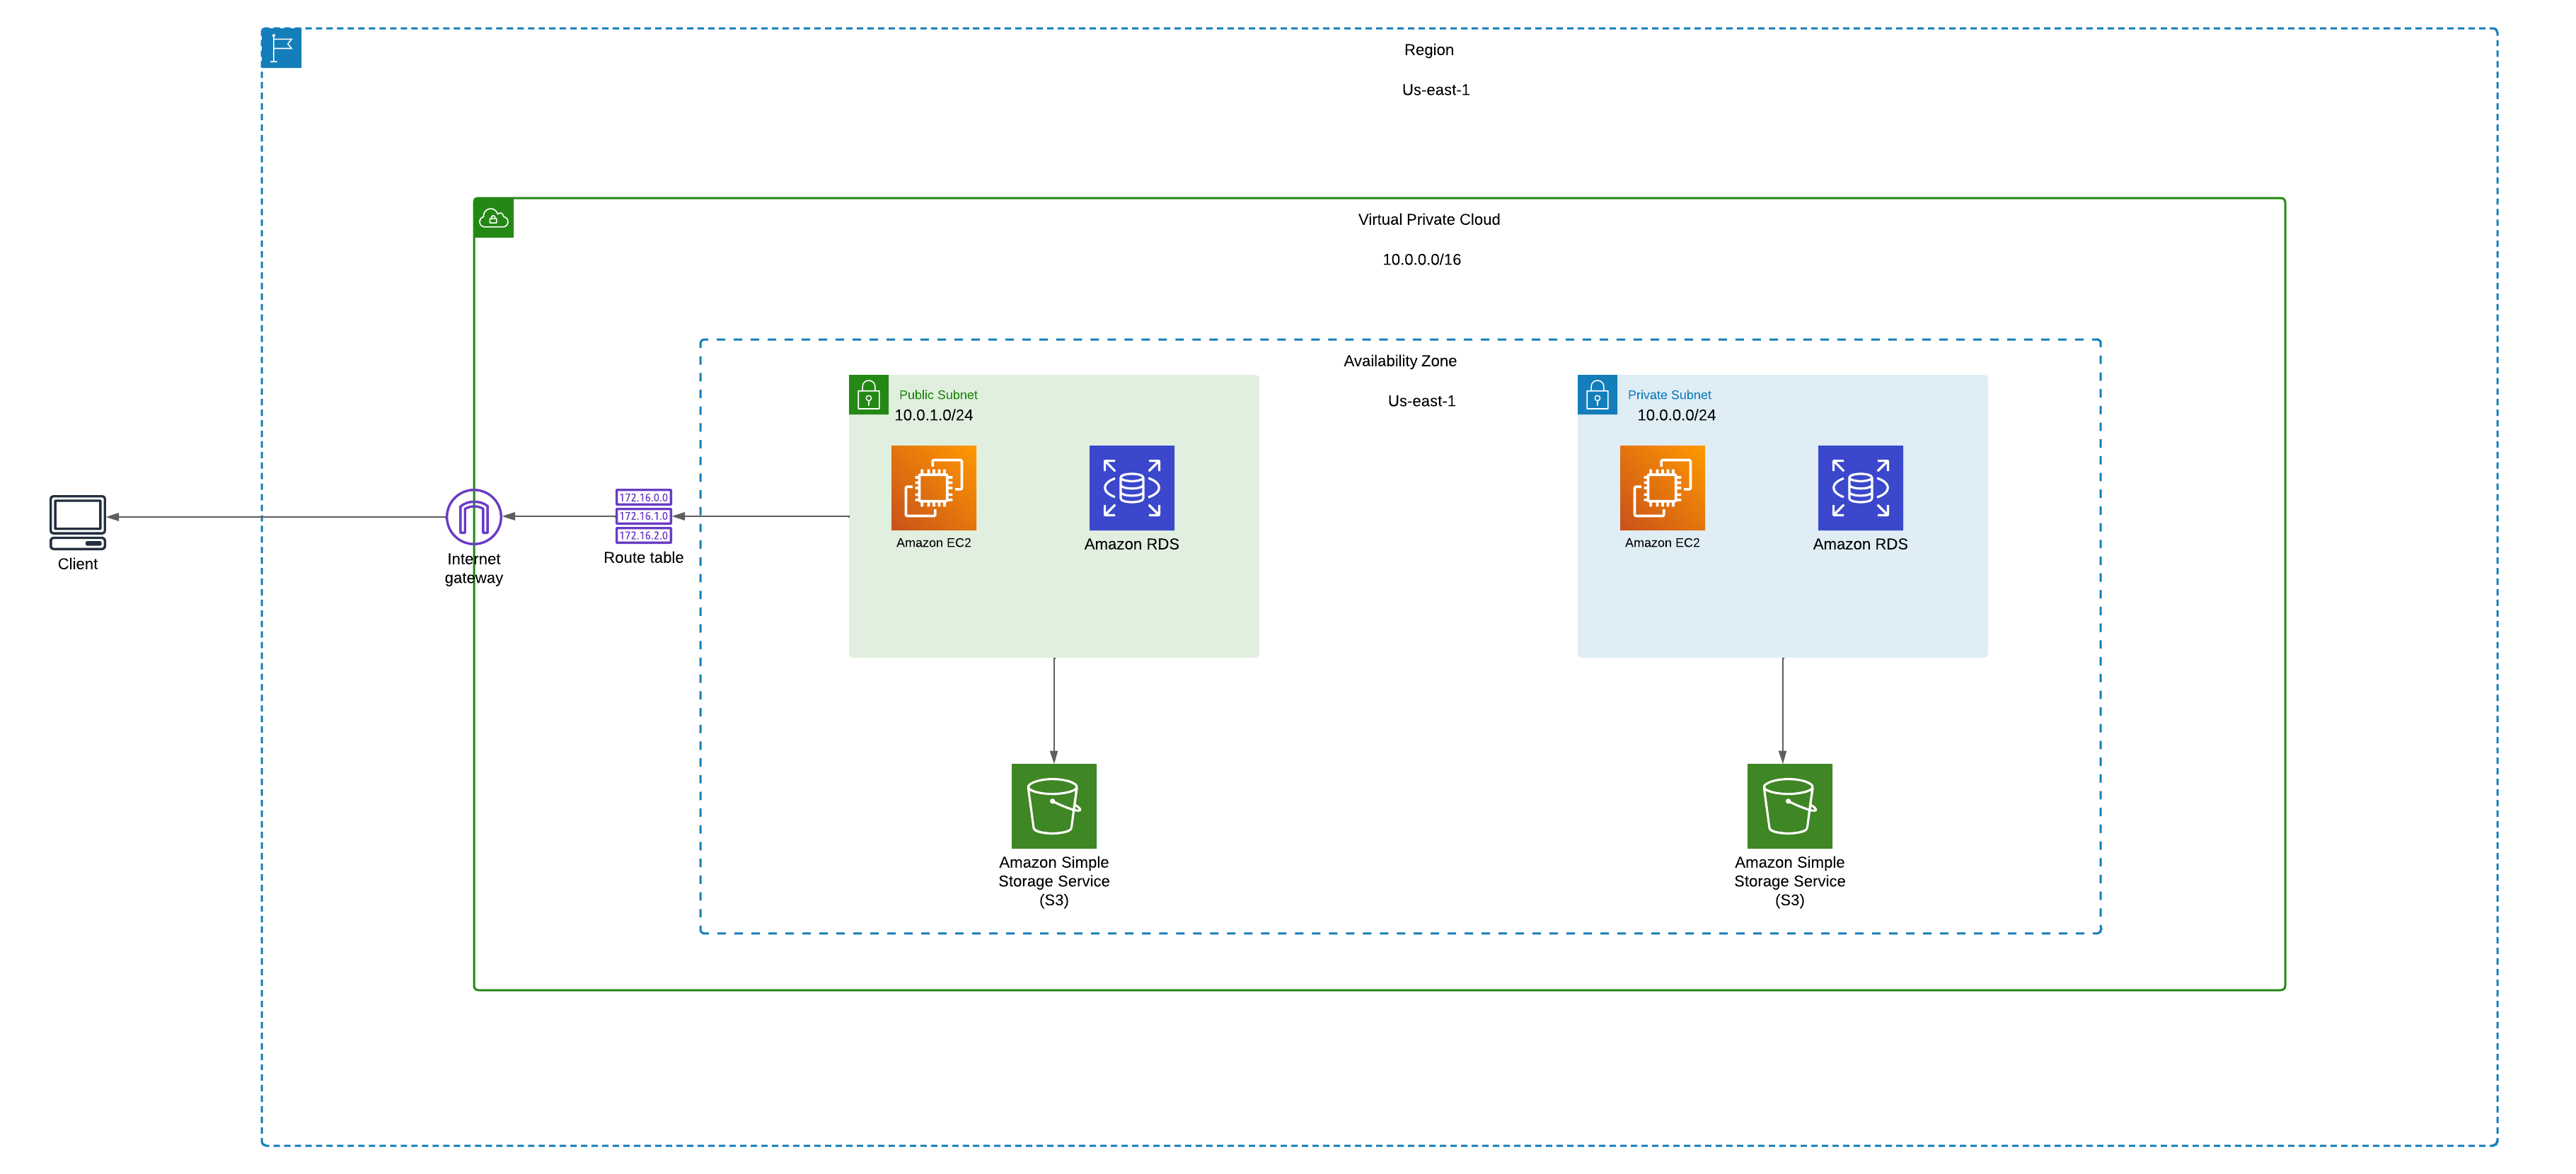 Region
Us-east-1
Virtual Private Cloud
10.0.0.0/16
Availability Zone
Us-east-1
Public Subnet
10.0.1.0/24
Amazon EC2
Amazon RDS
Private Subnet
10.0.0.0/24
Amazon EC2
Amazon RDS
Client
Internet
gateway
172.16.0.0
172.16.1.0
172.16.2.0
Route table
Amazon Simple
Storage Service
(S3)
Amazon Simple
Storage Service
(S3)